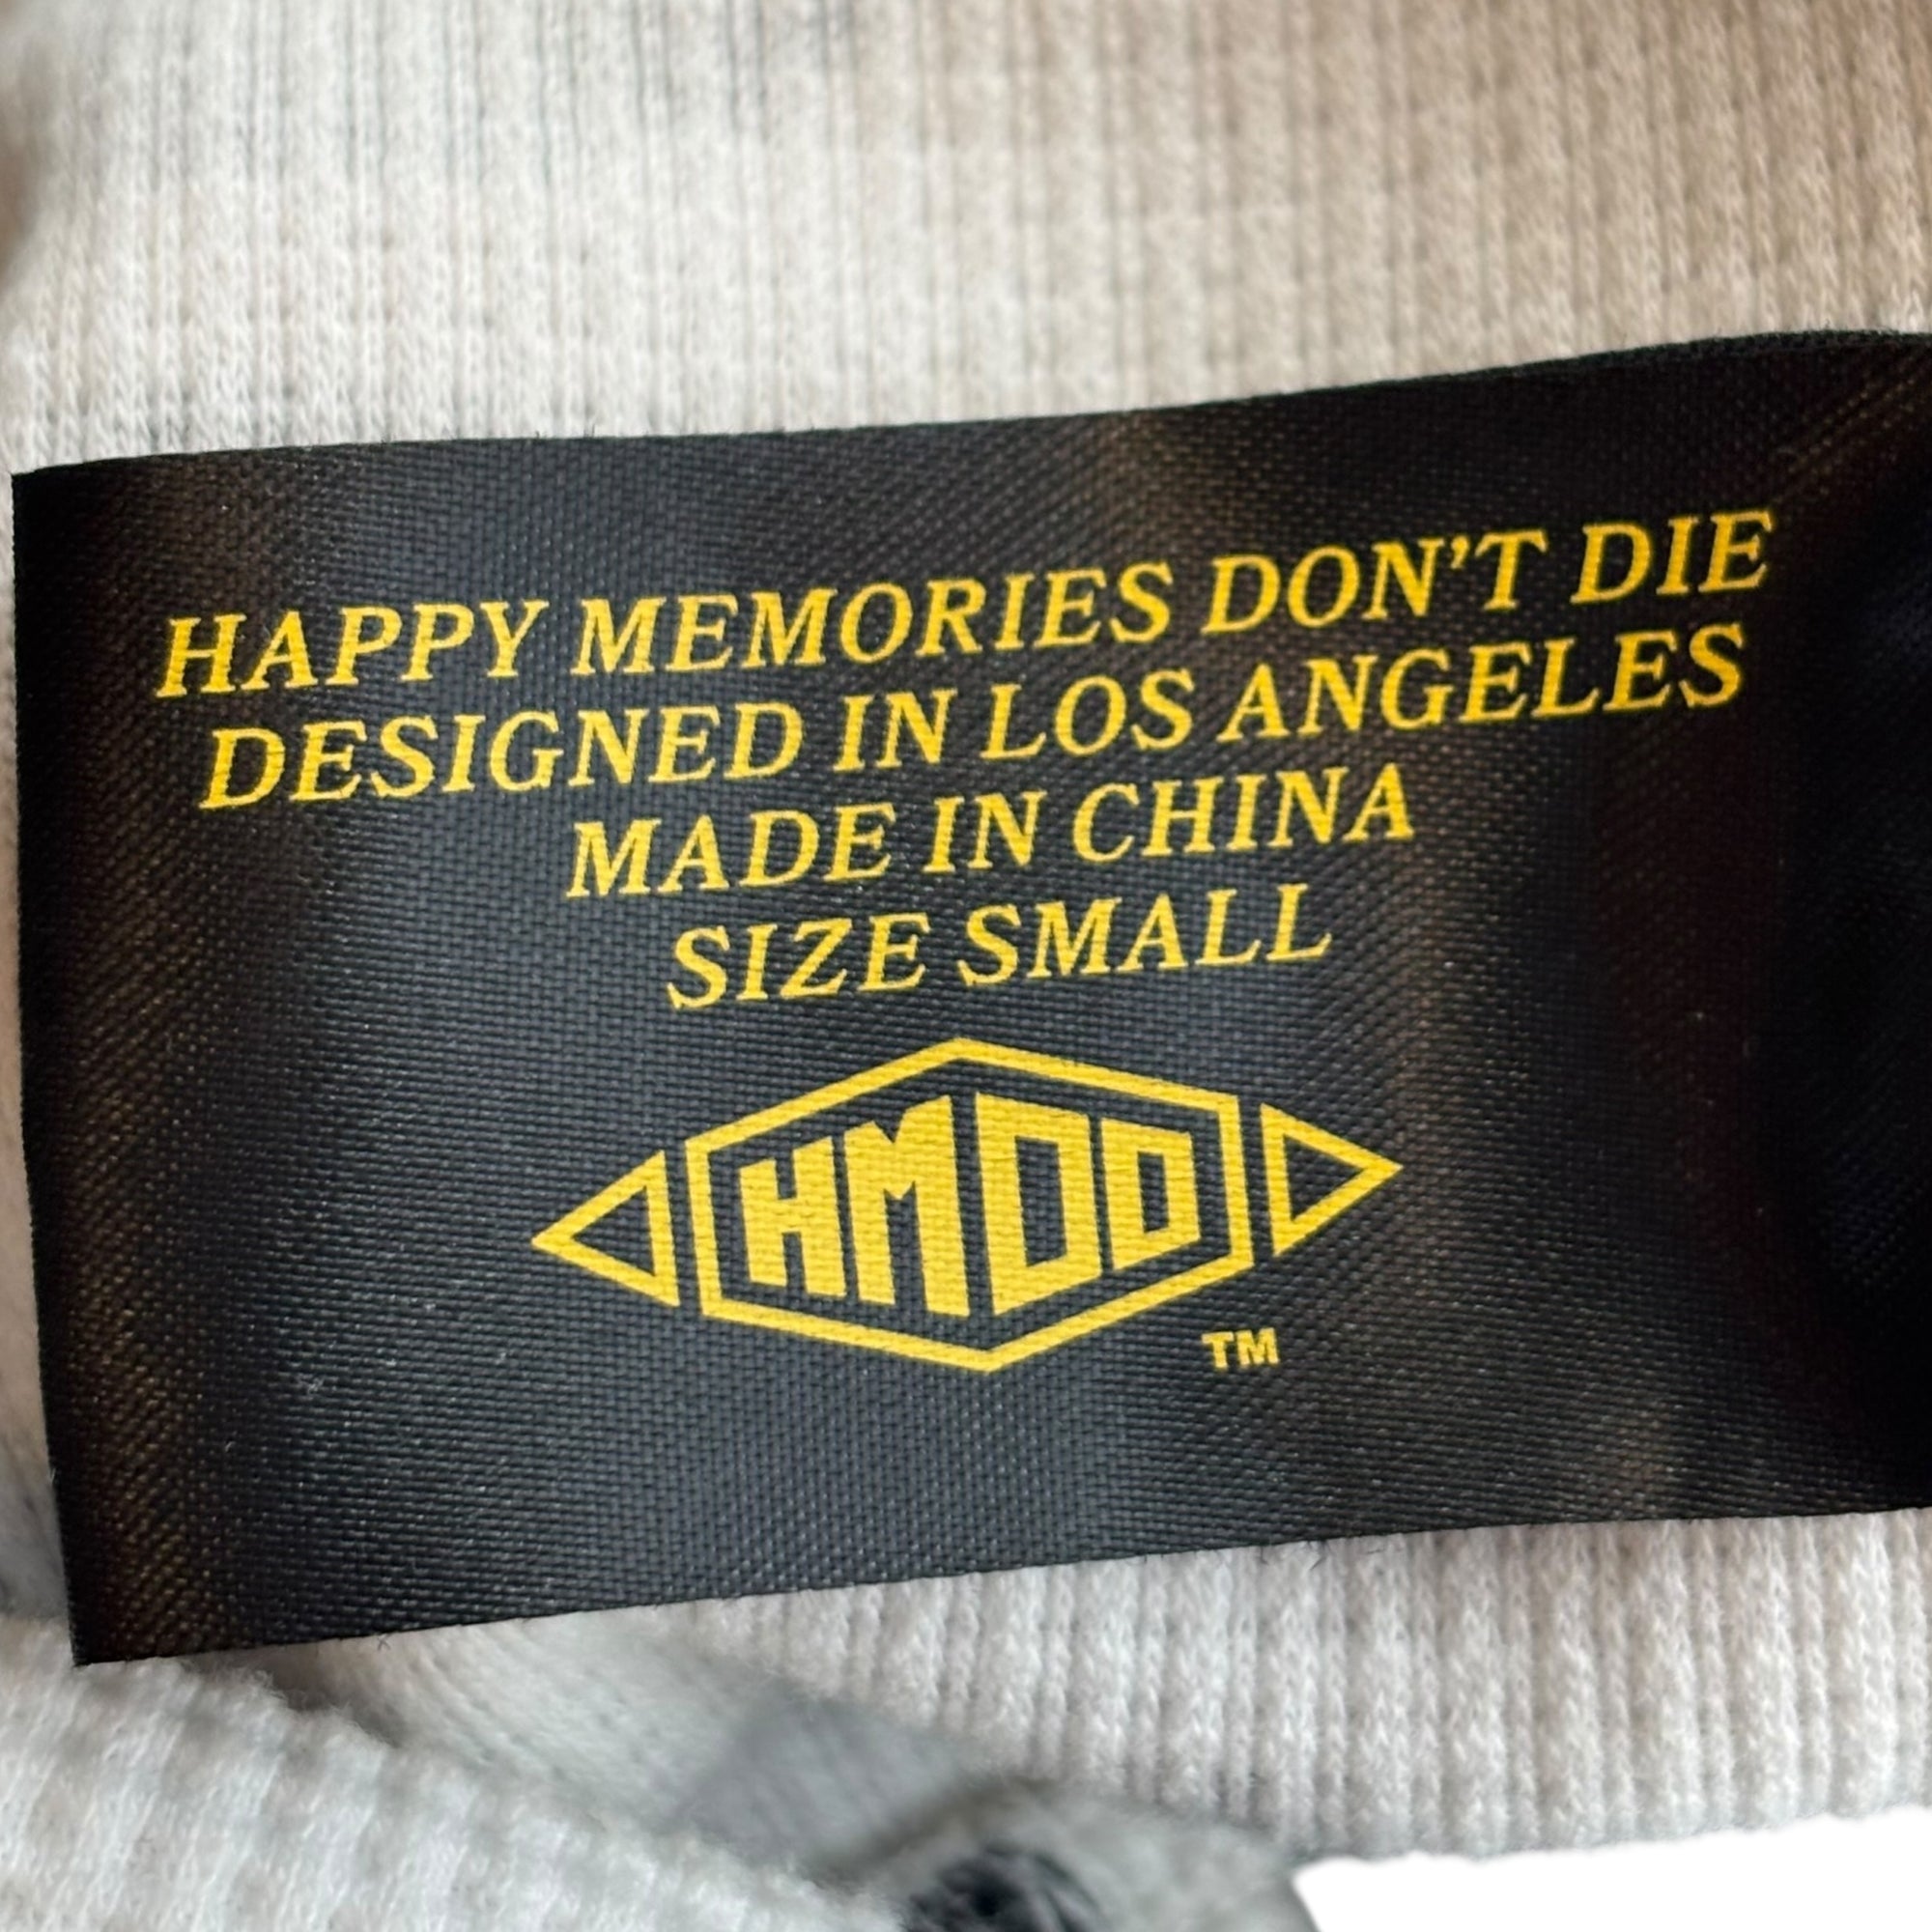 HAPPY MEMORIES DON'T DIE
DESIGNED IN LOS ANGELES
MADE IN CHINA
SIZE SMALL
HMDD
TM